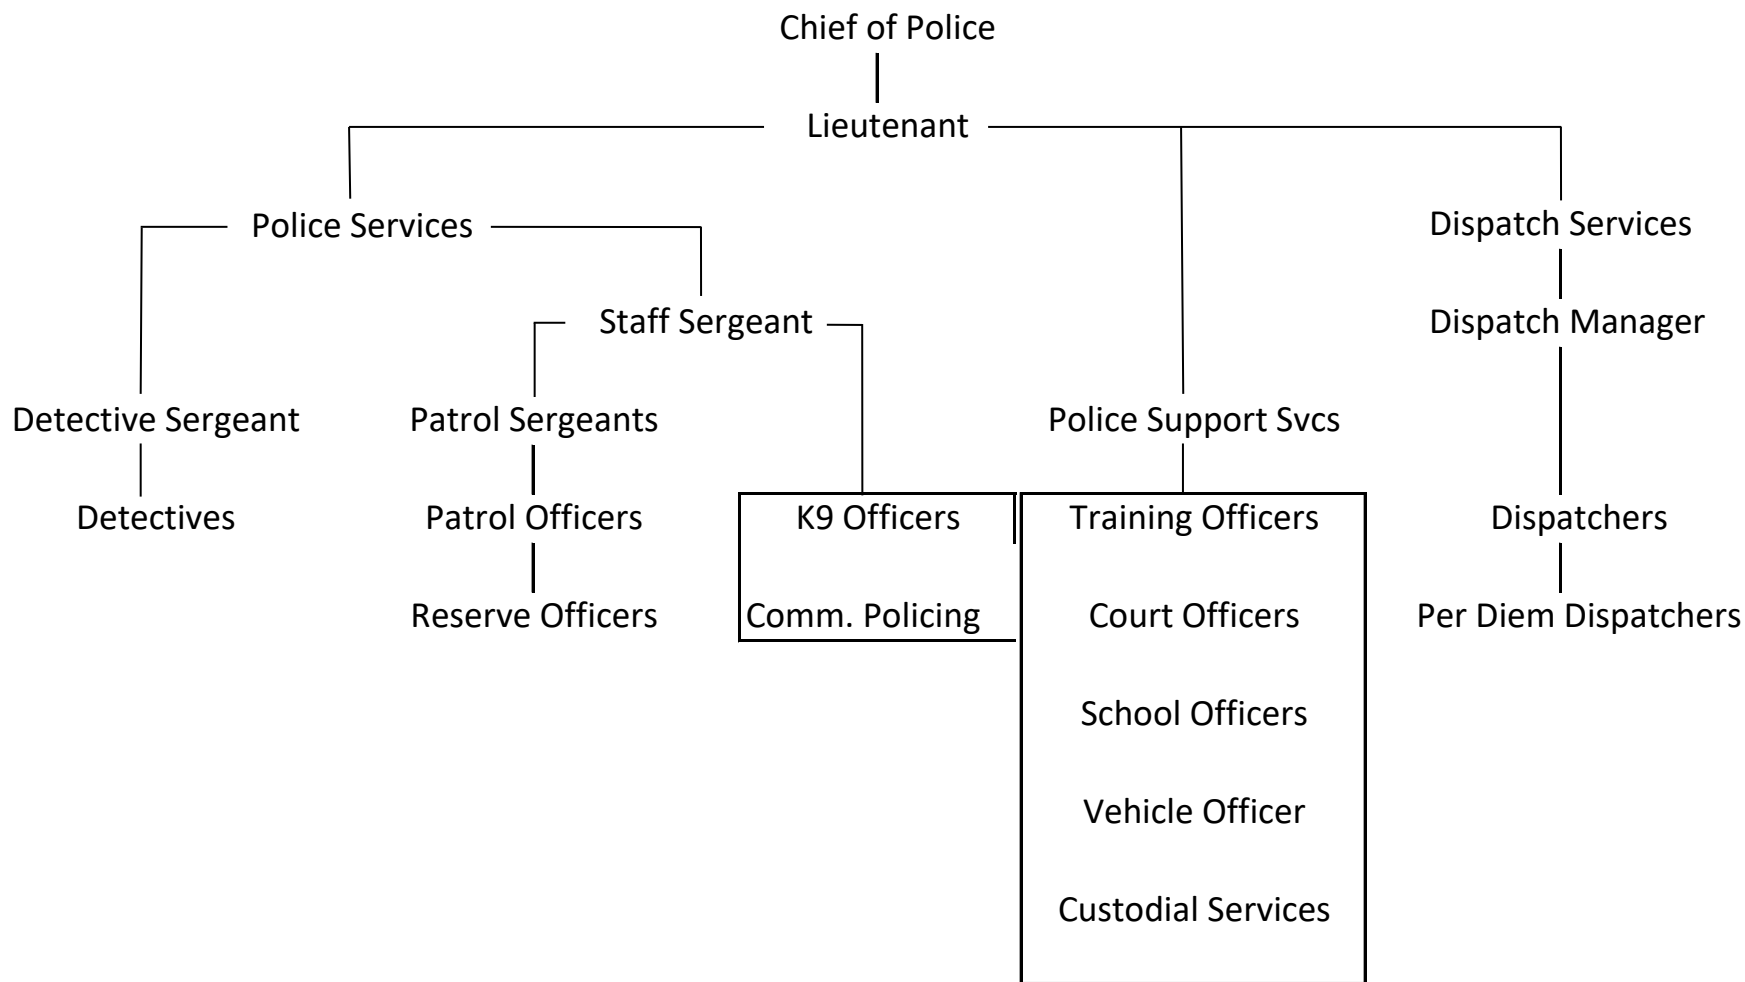 Chief of Police
Lieutenant
Police Services
Dispatch Services
Staff Sergeant
Dispatch Manager
Detective Sergeant
Patrol Sergeants
Police Support Svcs
Detectives
Patrol Officers
K9 Officers
Training Officers
Dispatchers
Reserve Officers
Comm. Policing
Court Officers
Per Diem Dispatchers
School Officers
Vehicle Officer
Custodial Services